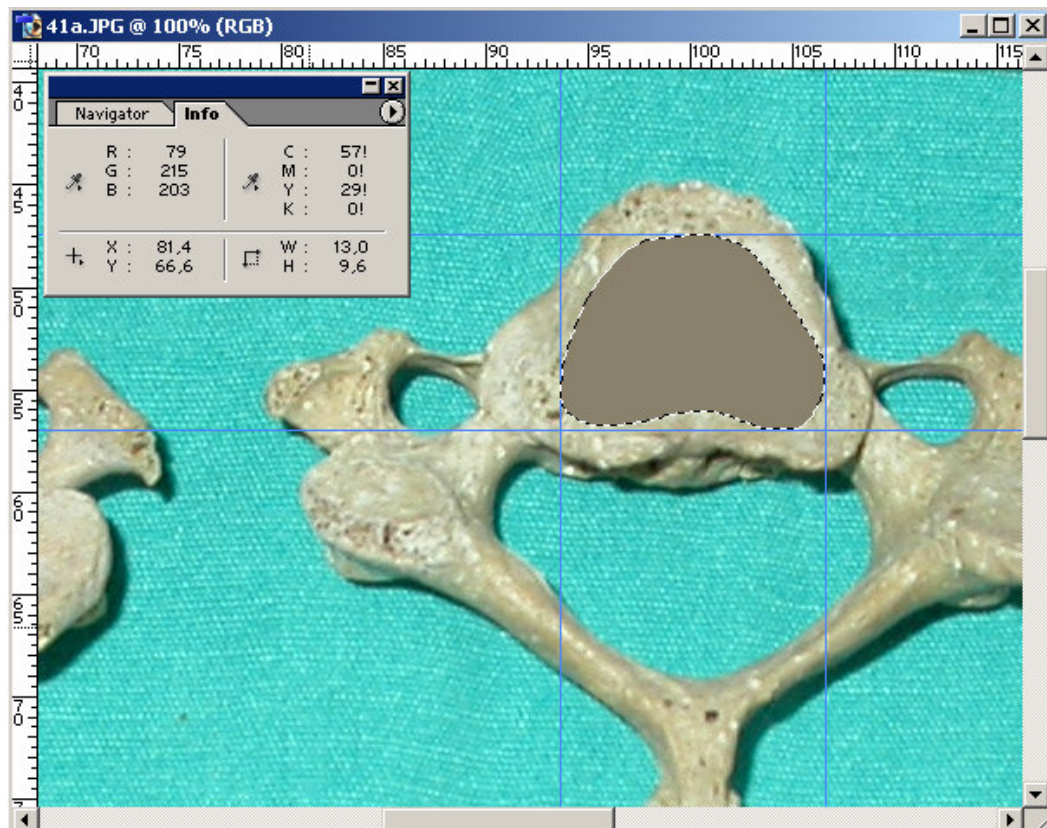 41a.JPG @ 100% (RGB)
70 75 80 85 90 95 100 105 110 115
Navigator Info
R : 79 C : 57!
G : 215 M : 0!
B : 203 Y : 29!
K : 0!
X : 81,4 W : 13,0
Y : 66,6 H : 9,6
40
45
50
55
60
65
70
7